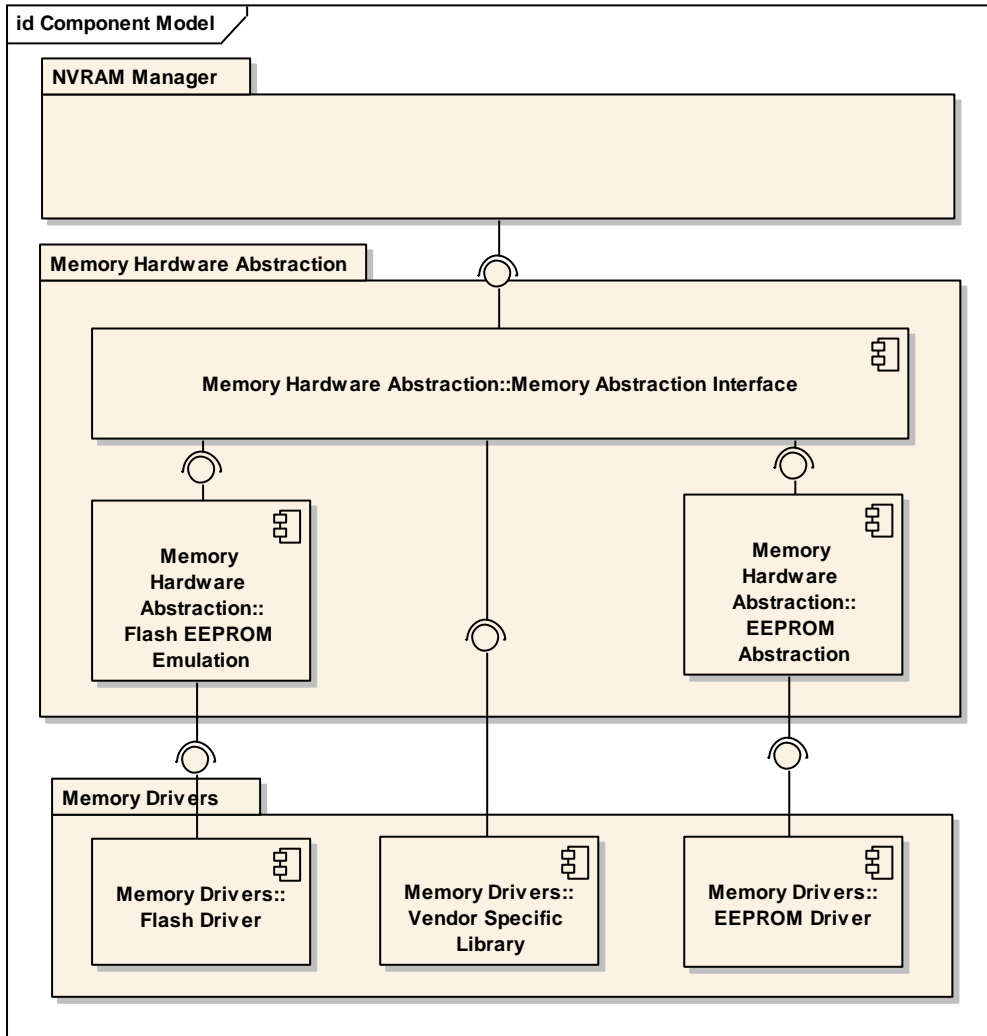 id Component Model
NVRAM Manager
Memory Hardware Abstraction
Memory Hardware Abstraction::Memory Abstraction Interface
Memory
Hardware
Abstraction::
Flash EEPROM
Emulation
Memory
Hardware
Abstraction::
EEPROM
Abstraction
Memory Drivers
Memory Drivers::
Flash Driver
Memory Drivers::
Vendor Specific
Library
Memory Drivers::
EEPROM Driver